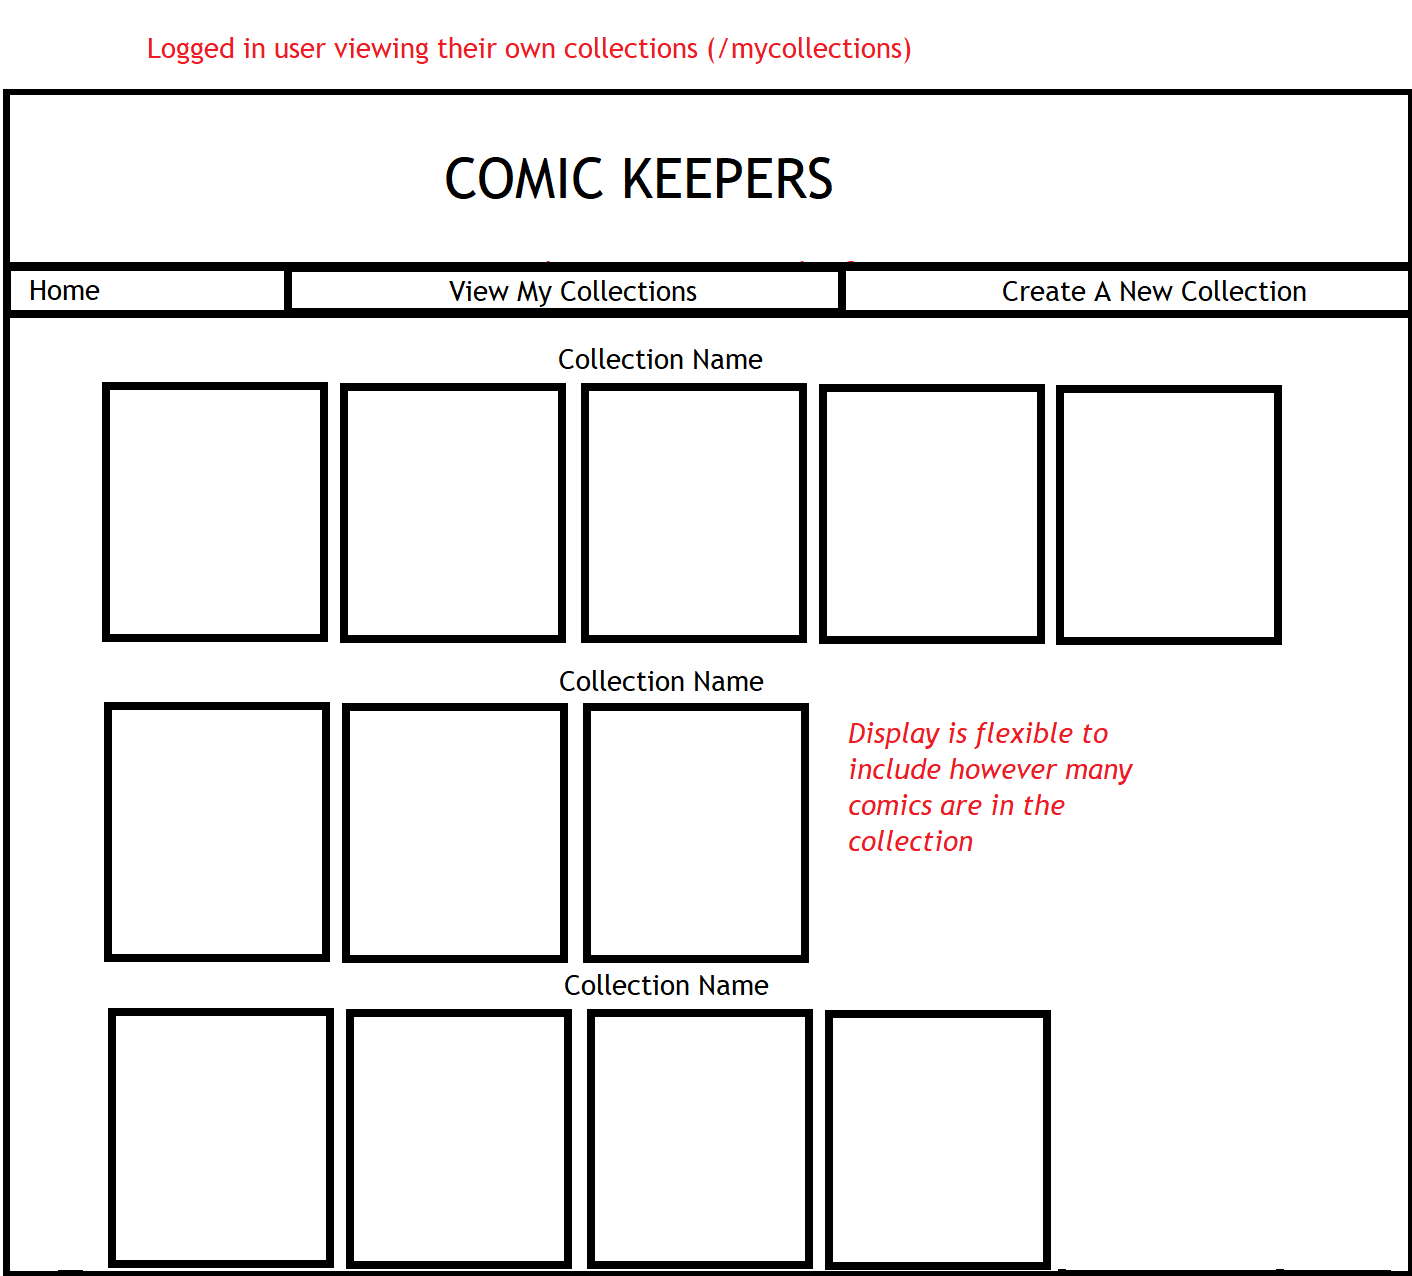 Logged in user viewing their own collections (/mycollections)
COMIC KEEPERS
Home
View My Collections
Create A New Collection
Collection Name
Collection Name
Display is flexible to
include however many
comics are in the
collection
Collection Name